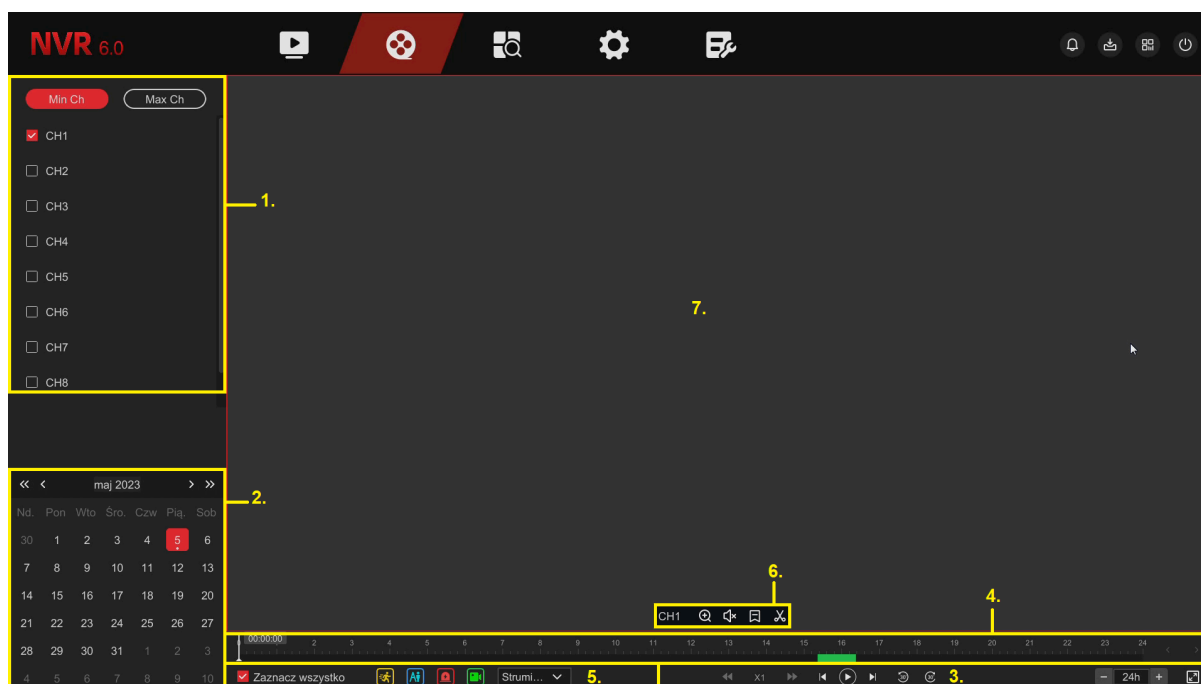 NVR 6.0
Min Ch Max Ch
CH1
CH2
CH3
CH4
CH5
CH6
CH7
CH8
1.
7.
maj 2023
2.
Nd. Pon Wto Śro. Czw Pią. Sob
30 1 2 3 4 5 6
7 8 9 10 11 12 13
14 15 16 17 18 19 20
21 22 23 24 25 26 27
28 29 30 31 1 2 3
4 5 6 7 8 9 10
6.
CH1
4.
00:00:00 2 3 4 5 6 7 8 9 10 11 12 13 14 15 16 17 18 19 20 21 22 23 24
Zaznacz wszystko AI Strumi... 5. X1 30 30 3. 24h